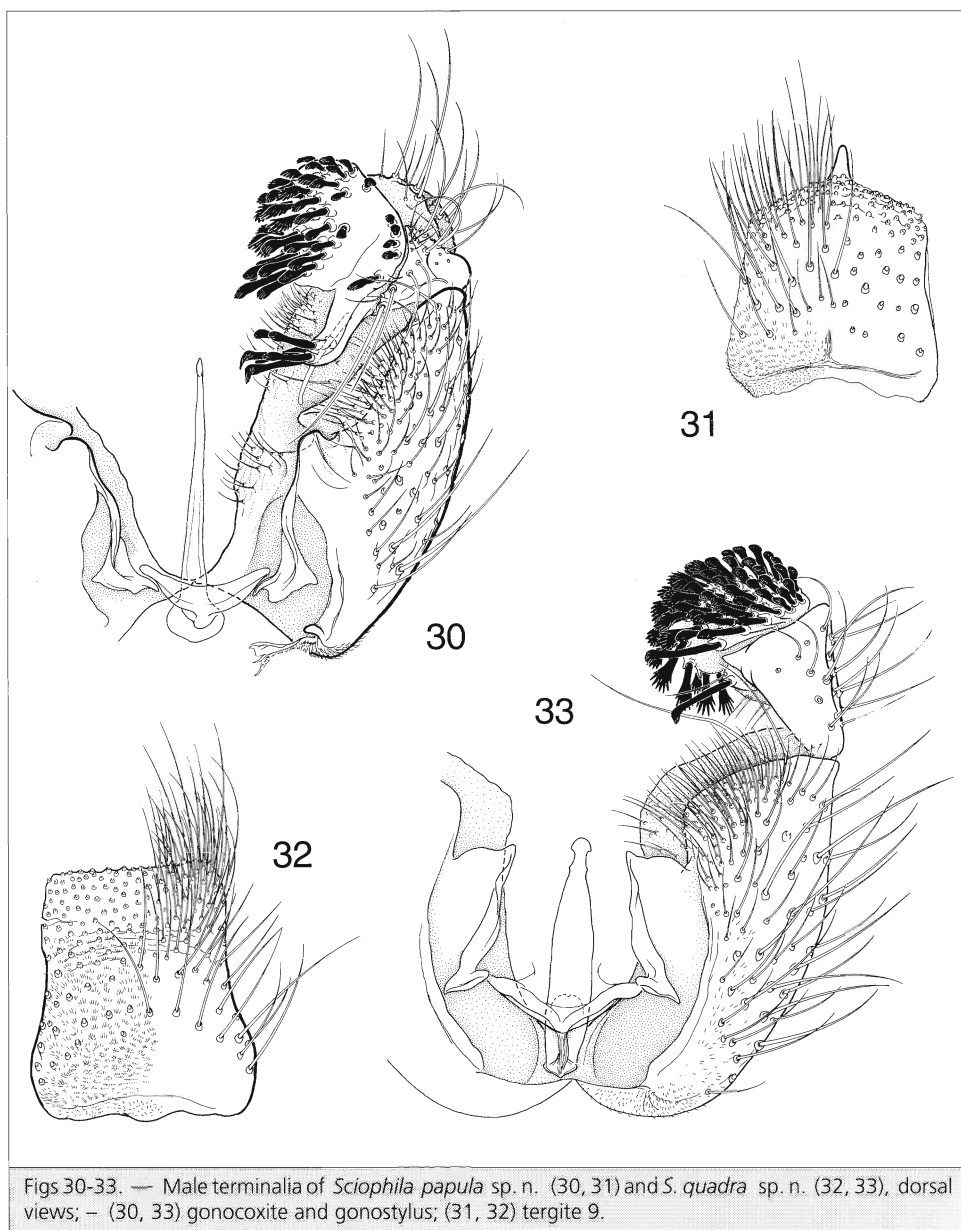 30
31
32
33
Figs 30-33. — Male terminalia of Sciophila papula sp. n. (30, 31) and S. quadra sp. n. (32, 33), dorsal
views; – (30, 33) gonocoxite and gonostylus; (31, 32) tergite 9.